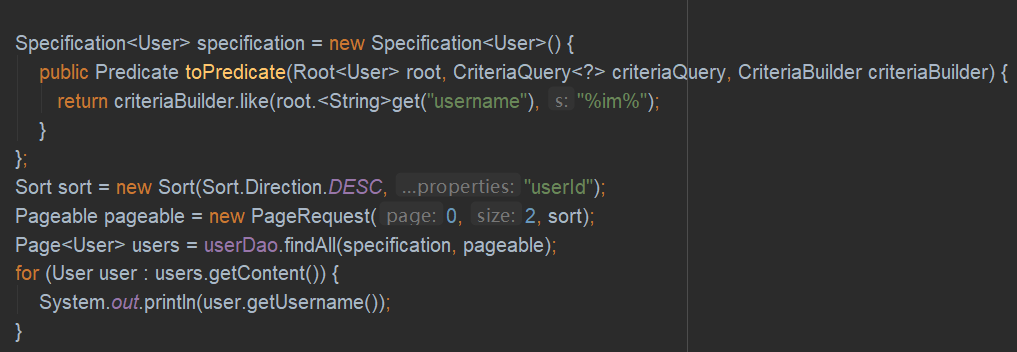 Specification<User> specification = new Specification<User>() {
public Predicate toPredicate(Root<User> root, CriteriaQuery<?> criteriaQuery, CriteriaBuilder criteriaBuilder) {
return criteriaBuilder.like(root.<String>get("username"), s: "%im%");
}
};
Sort sort = new Sort(Sort.Direction.DESC, ...properties: "userId");
Pageable pageable = new PageRequest( page: 0, size: 2, sort);
Page<User> users = userDao.findAll(specification, pageable);
for (User user : users.getContent()) {
System.out.println(user.getUsername());
}